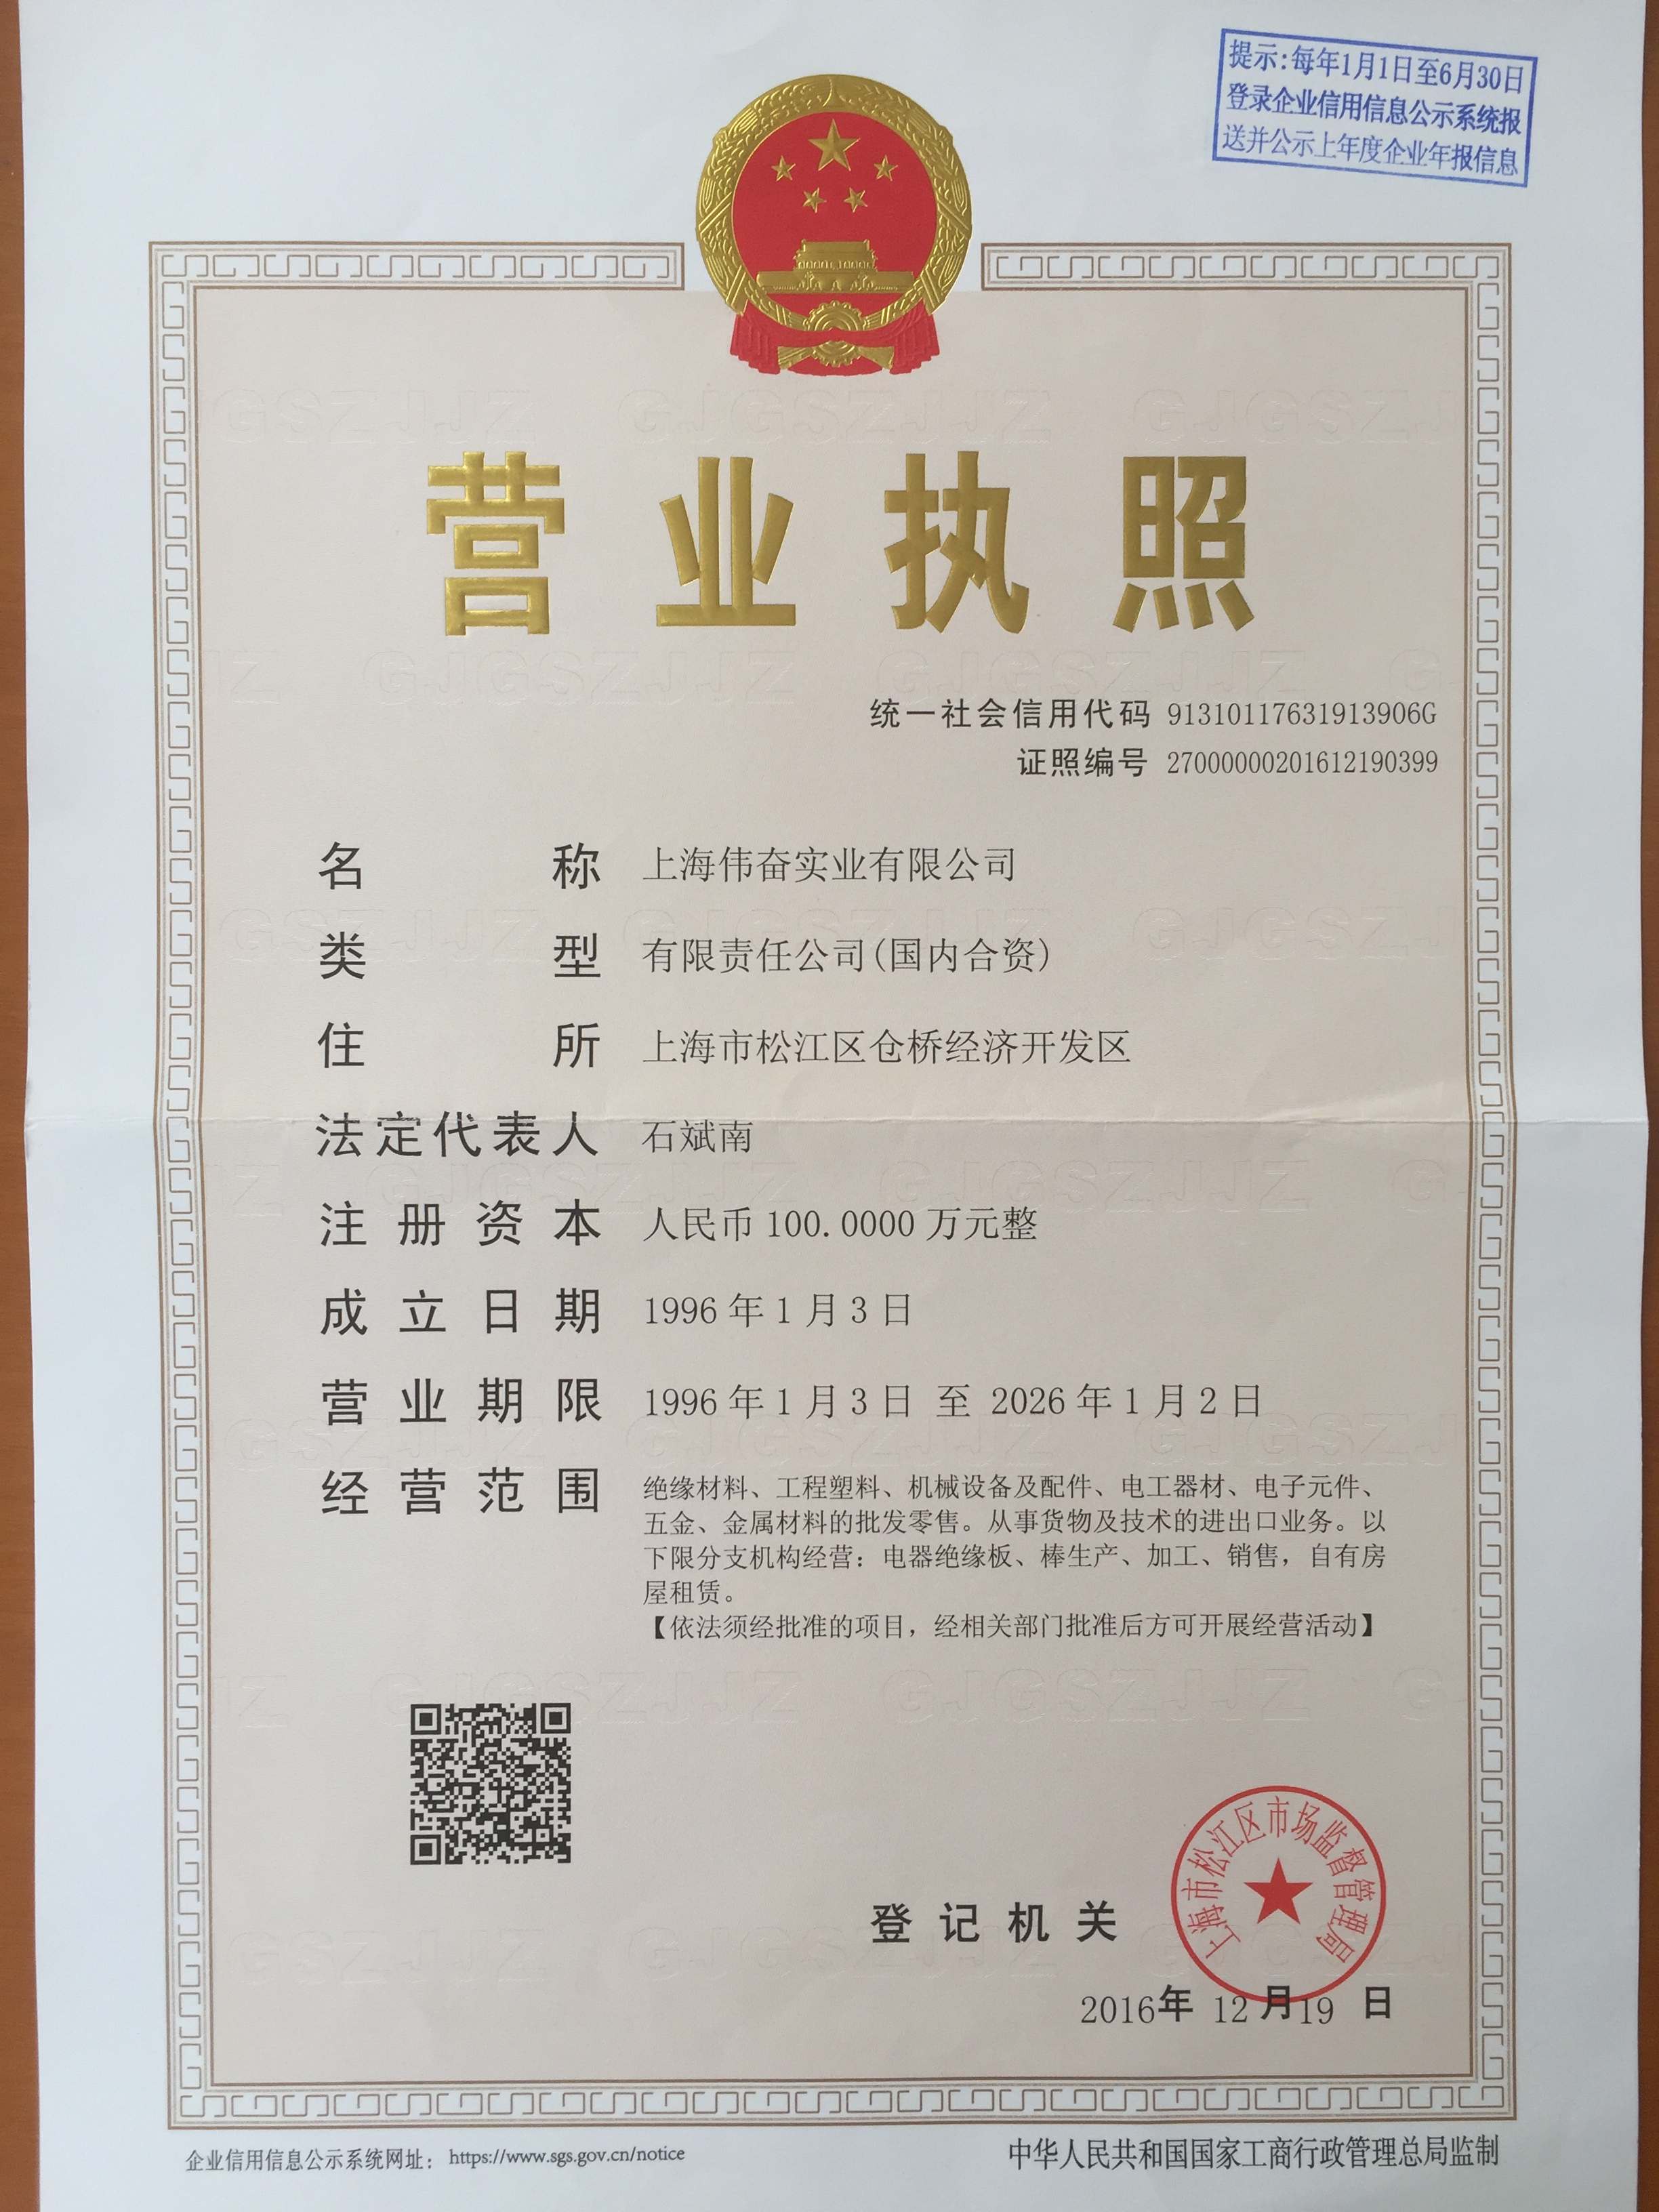 提示:每年1月1日至6月30日
登录企业信用信息公示系统报
送并公示上年度企业年报信息
营业执照
统一社会信用代码 91310117631913906G
证照编号 27000000201612190399
名称 上海伟奋实业有限公司
类型 有限责任公司(国内合资)
住所 上海市松江区仓桥经济开发区
法定代表人 石斌南
注册资本 人民币100.0000万元整
成立日期 1996年1月3日
营业期限 1996年1月3日 至 2026年1月2日
经营范围 绝缘材料、工程塑料、机械设备及配件、电工器材、电子元件、
五金、金属材料的批发零售。从事货物及技术的进出口业务。以
下限分支机构经营：电器绝缘板、棒生产、加工、销售，自有房
屋租赁。
【依法须经批准的项目，经相关部门批准后方可开展经营活动】
上海市松江区市场监督管理局
登记机关
2016年 12月19 日
企业信用信息公示系统网址： https://www.sgs.gov.cn/notice
中华人民共和国国家工商行政管理总局监制
GJGSZJJZ